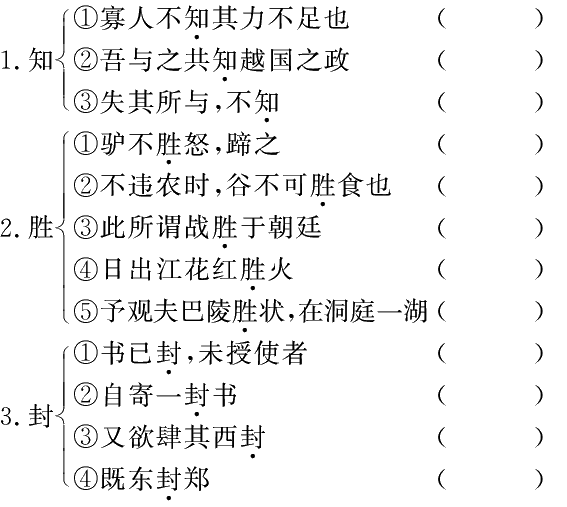 1. 知
①寡人不知其力不足也 ( )
②吾与之共知越国之政 ( )
③失其所与,不知 ( )
2. 胜
①驴不胜怒,蹄之 ( )
②不违农时,谷不可胜食也 ( )
③此所谓战胜于朝廷 ( )
④日出江花红胜火 ( )
⑤予观夫巴陵胜状,在洞庭一湖 ( )
3. 封
①书已封,未授使者 ( )
②自寄一封书 ( )
③又欲肆其西封 ( )
④既东封郑 ( )